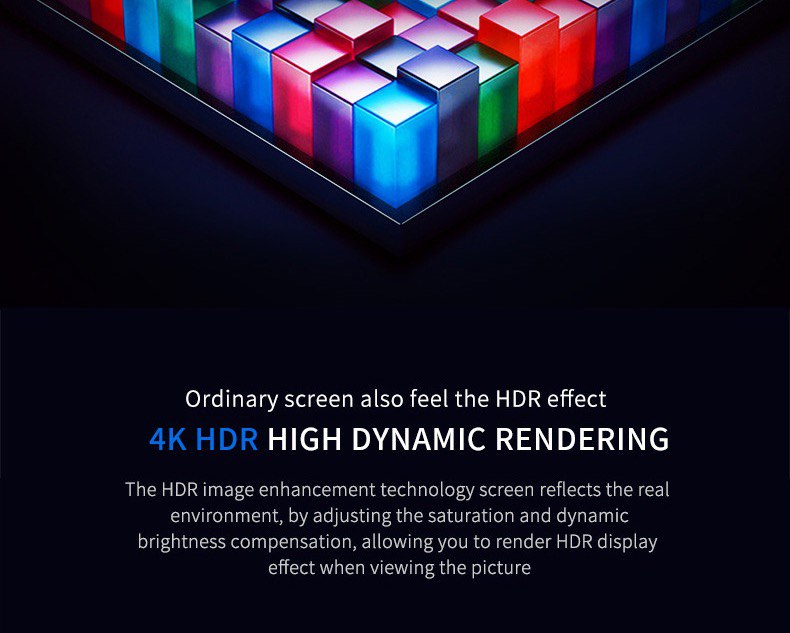 Ordinary screen also feel the HDR effect
4K HDR HIGH DYNAMIC RENDERING
The HDR image enhancement technology screen reflects the real
environment, by adjusting the saturation and dynamic
brightness compensation, allowing you to render HDR display
effect when viewing the picture